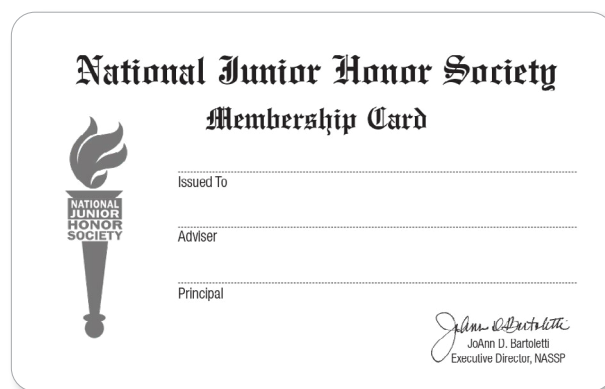 National Junior Honor Society
Membership Card
Issued To
NATIONAL
JUNIOR
HONOR
SOCIETY
Adviser
Principal
JoAnn D. Bartoletti
JoAnn D. Bartoletti
Executive Director, NASSP